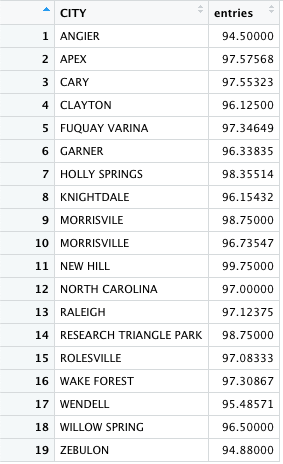 CITY entries
1 ANGIER 94.50000
2 APEX 97.57568
3 CARY 97.55323
4 CLAYTON 96.12500
5 FUQUAY VARINA 97.34649
6 GARNER 96.33835
7 HOLLY SPRINGS 98.35514
8 KNIGHTDALE 96.15432
9 MORRISVILE 98.75000
10 MORRISVILLE 96.73547
11 NEW HILL 99.75000
12 NORTH CAROLINA 97.00000
13 RALEIGH 97.12375
14 RESEARCH TRIANGLE PARK 98.75000
15 ROLESVILLE 97.08333
16 WAKE FOREST 97.30867
17 WENDELL 95.48571
18 WILLOW SPRING 96.50000
19 ZEBULON 94.88000